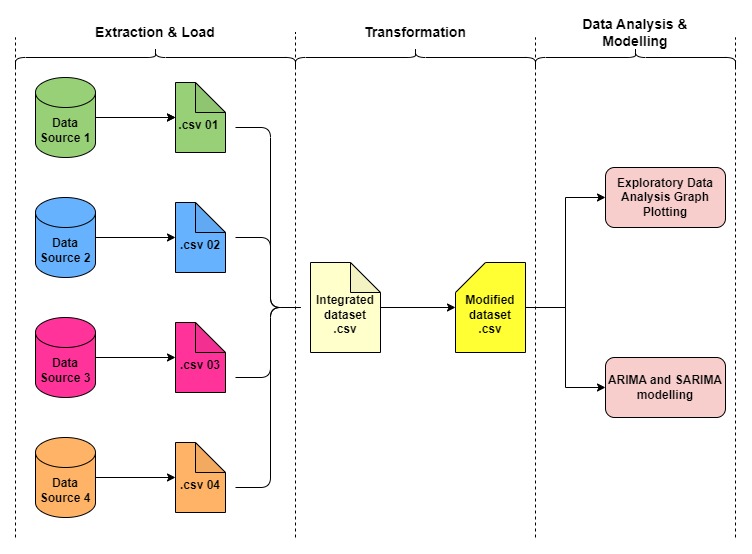 Extraction & Load
Transformation
Data Analysis &
Modelling
Data
Source 1
.csv 01
Data
Source 2
.csv 02
Data
Source 3
.csv 03
Data
Source 4
.csv 04
Integrated
dataset
.csv
Modified
dataset
.csv
Exploratory Data
Analysis Graph
Plotting
ARIMA and SARIMA
modelling